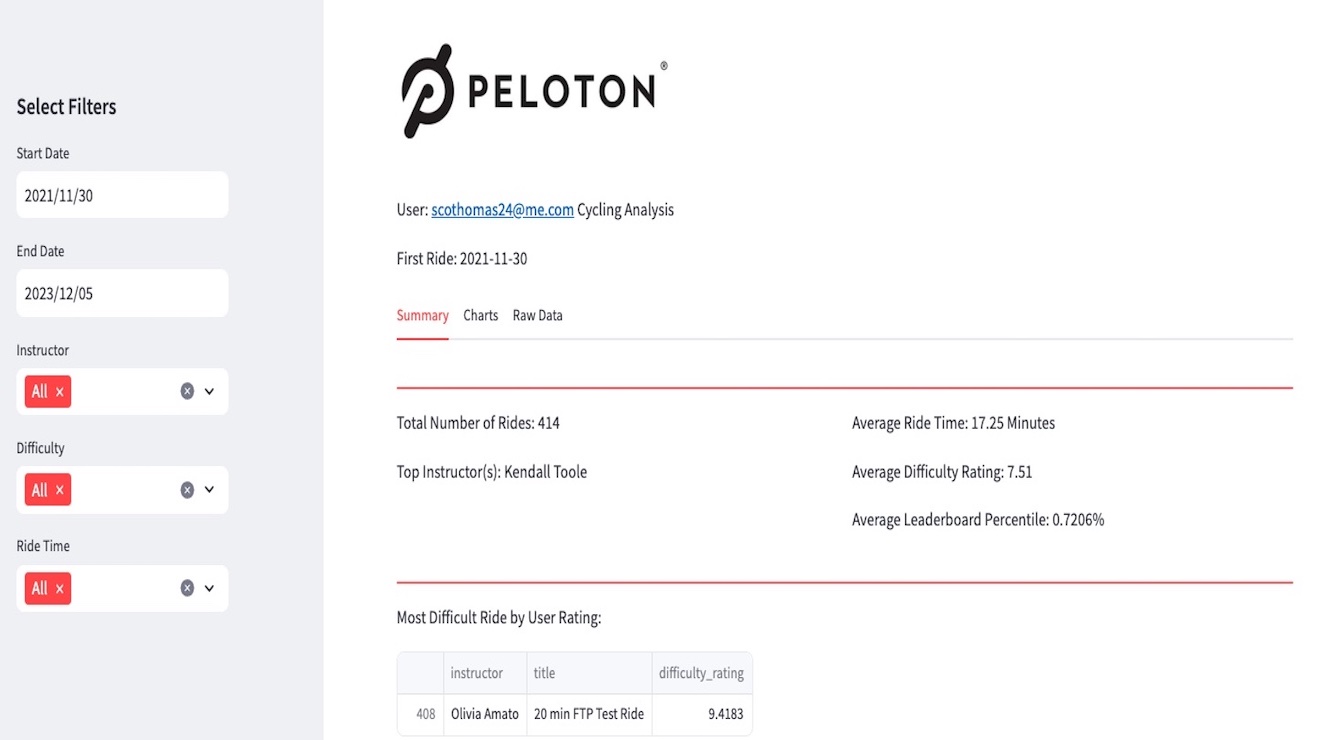 Select Filters
Start Date
2021/11/30
End Date
2023/12/05
Instructor
All ×
Difficulty
All ×
Ride Time
All ×
PELOTON®
User: scothomas24@me.com Cycling Analysis
First Ride: 2021-11-30
Summary Charts Raw Data
Total Number of Rides: 414
Top Instructor(s): Kendall Toole
Average Ride Time: 17.25 Minutes
Average Difficulty Rating: 7.51
Average Leaderboard Percentile: 0.7206%
Most Difficult Ride by User Rating:
instructor title difficulty_rating
408 Olivia Amato 20 min FTP Test Ride 9.4183